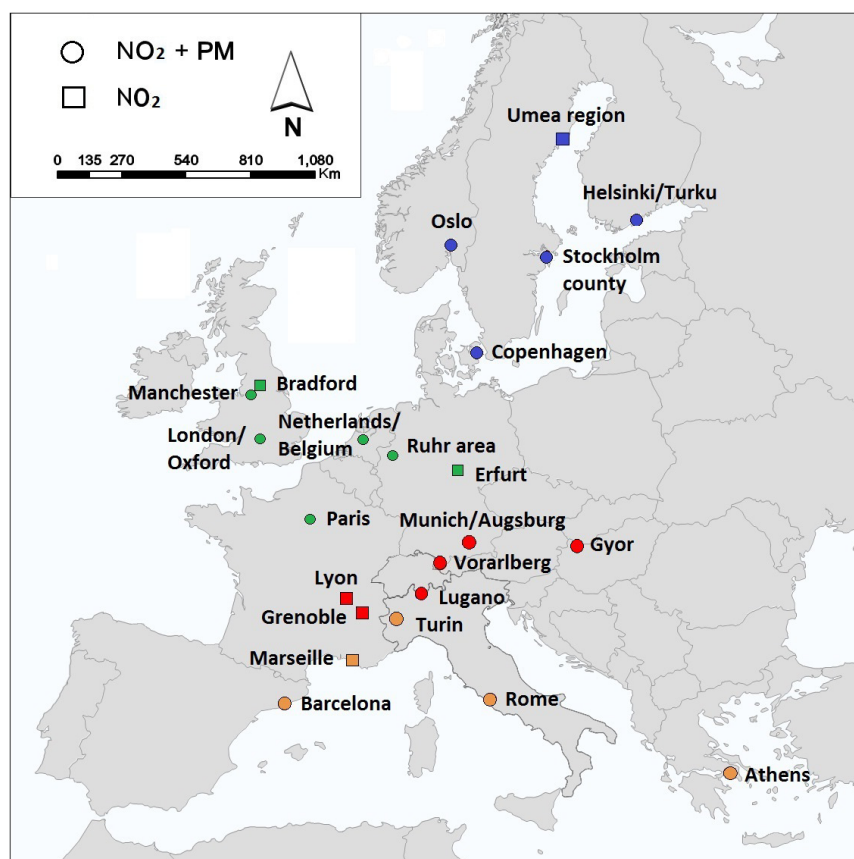 NO₂ + PM
NO₂
N
0 135 270 540 810 1,080
Km
Umea region
Helsinki/Turku
Oslo
Stockholm
county
Copenhagen
Bradford
Manchester
Netherlands/
Belgium
London/
Oxford
Ruhr area
Erfurt
Paris
Munich/Augsburg
Gyor
Vorarlberg
Lyon
Lugano
Grenoble
Turin
Marseille
Barcelona
Rome
Athens